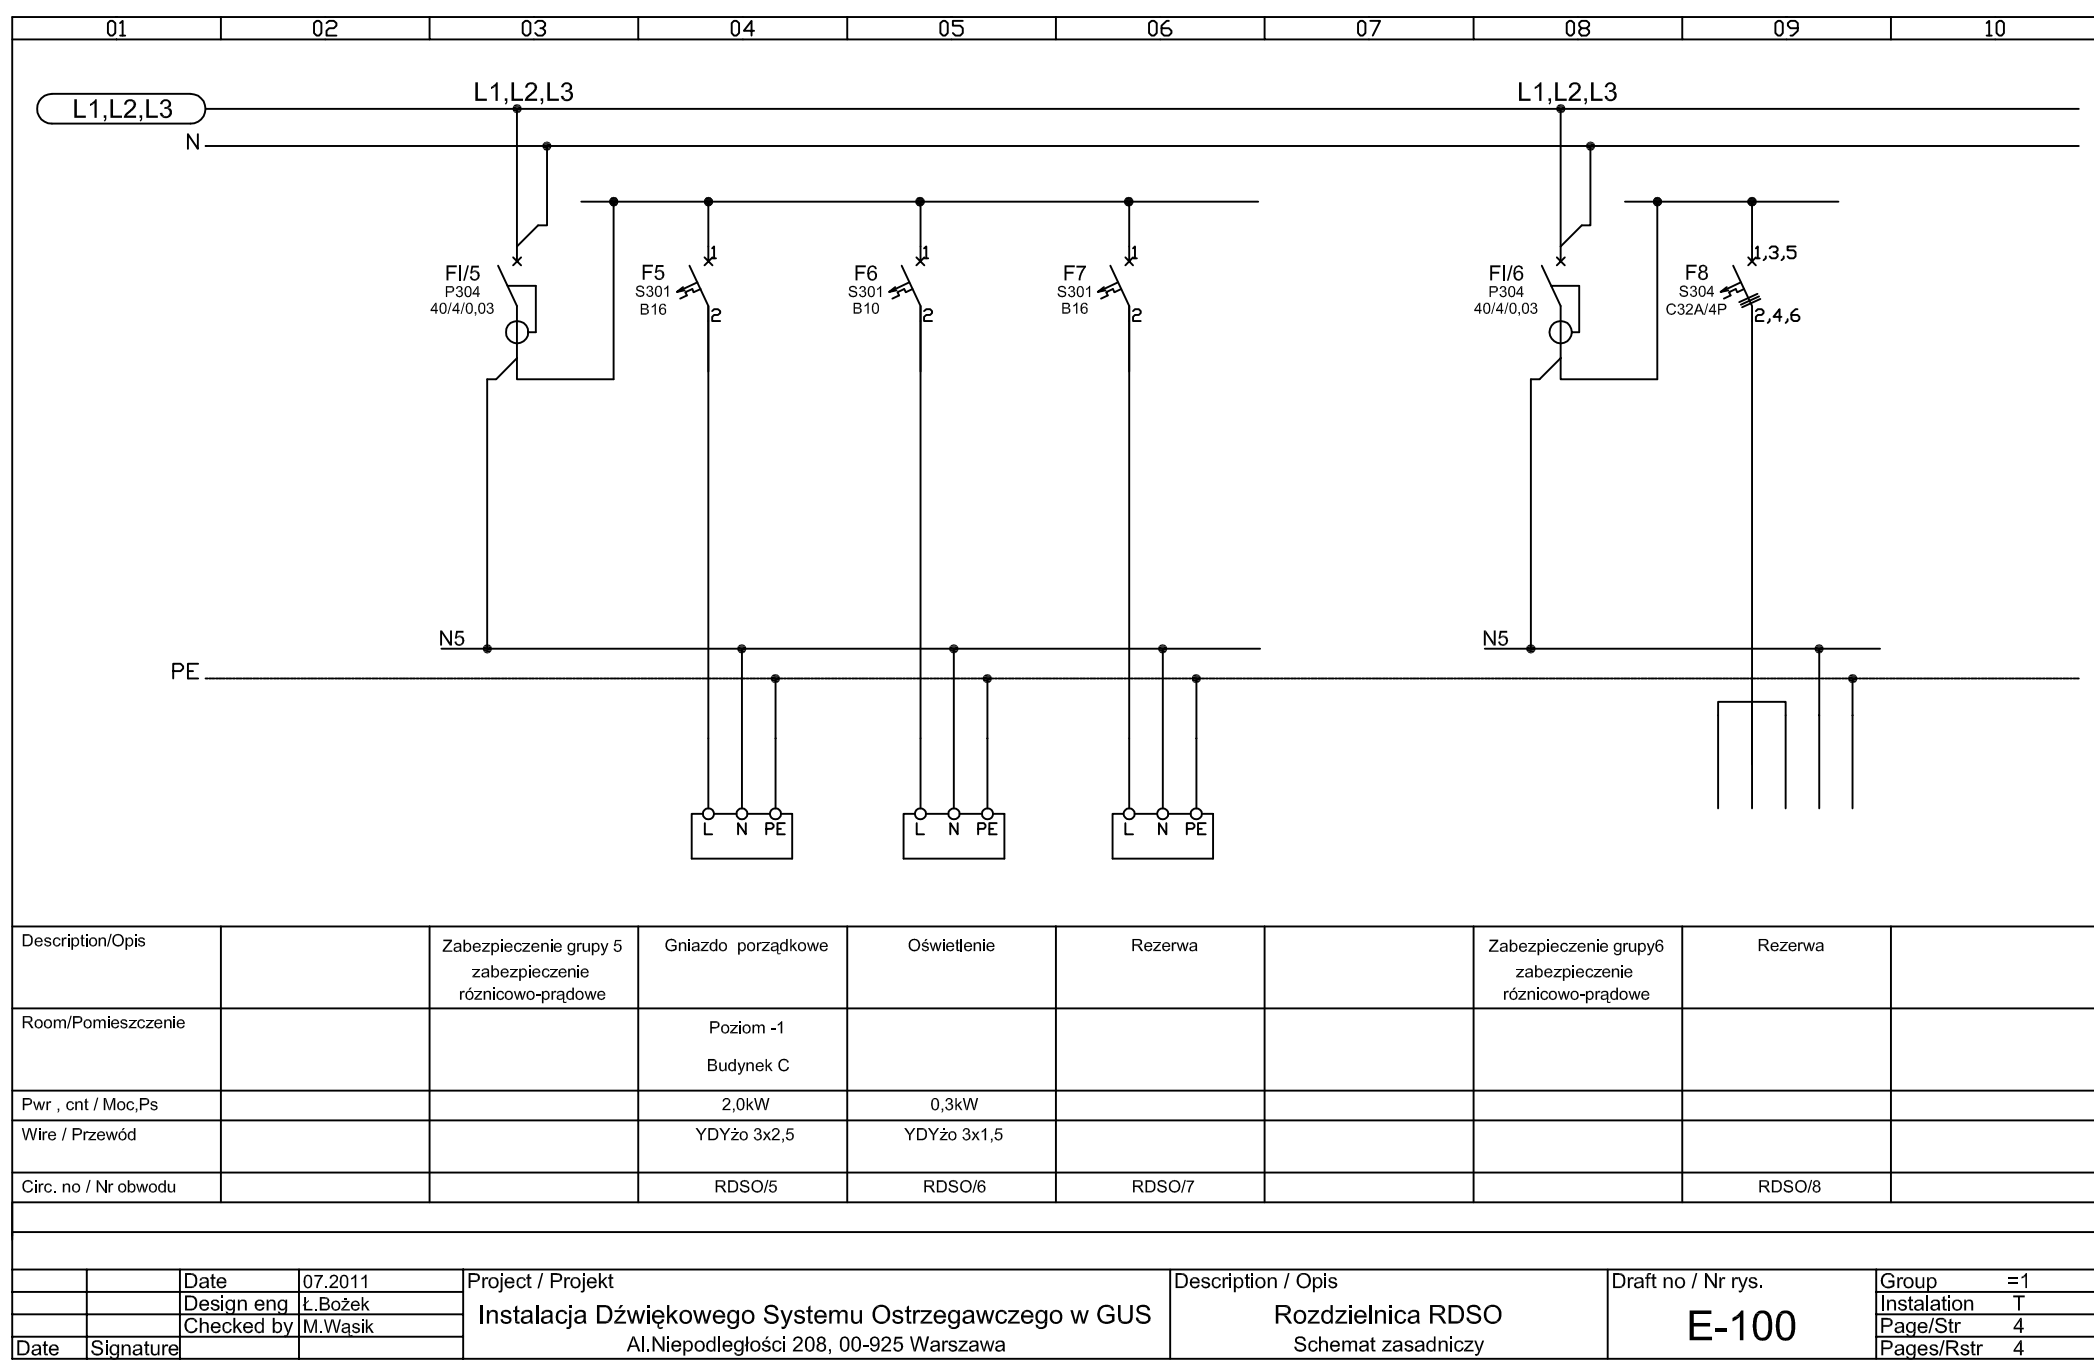 01 02 03 04 05 06 07 08 09 10
L1,L2,L3 L1,L2,L3 L1,L2,L3
N
1 1 1 1,3,5
FI/5 F5 F6 F7 FI/6 F8
P304 S301 S301 S301 P304 S304
40/4/0,03 B16 B10 B16 40/4/0,03 C32A/4P
2 2 2 2,4,6
N5 N5
PE
L N PE L N PE L N PE
Description/Opis Zabezpieczenie grupy 5 Gniazdo porządkowe Oświetlenie Rezerwa Zabezpieczenie grupy6 Rezerwa
zabezpieczenie zabezpieczenie
róznicowo-prądowe róznicowo-prądowe
Room/Pomieszczenie Poziom -1
Budynek C
Pwr , cnt / Moc,Ps 2,0kW 0,3kW
Wire / Przewód YDYżo 3x2,5 YDYżo 3x1,5
Circ. no / Nr obwodu RDSO/5 RDSO/6 RDSO/7 RDSO/8
Date 07.2011 Project / Projekt Description / Opis Draft no / Nr rys. Group =1
Design eng Ł.Bożek Instalacja Dźwiękowego Systemu Ostrzegawczego w GUS Rozdzielnica RDSO E-100 Instalation T
Checked by M.Wąsik Page/Str 4
Date Signature Al.Niepodległości 208, 00-925 Warszawa Schemat zasadniczy Pages/Rstr 4